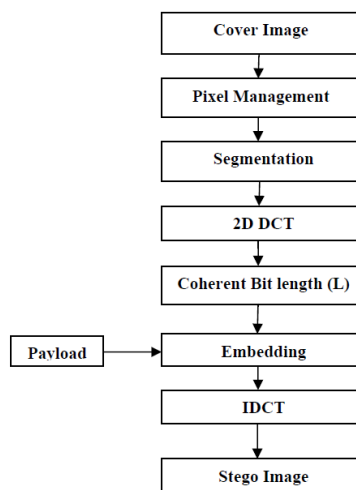 Cover Image
Pixel Management
Segmentation
2D DCT
Coherent Bit length (L)
Payload
Embedding
IDCT
Stego Image